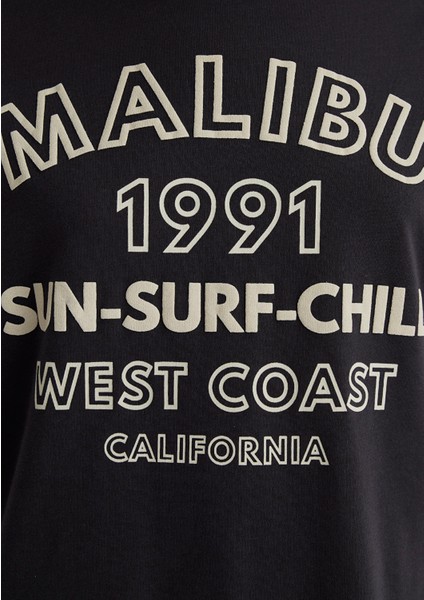 MALIBU
1991
SUN-SURF-CHILL
WEST COAST
CALIFORNIA